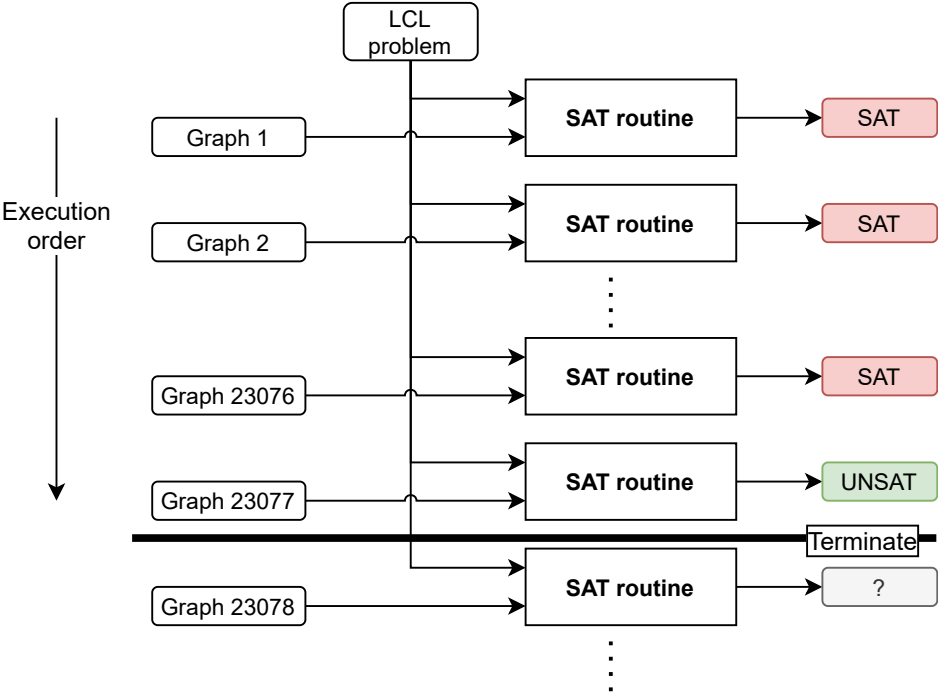 LCL
problem
SAT routine
SAT
Graph 1
SAT routine
SAT
Execution
order
Graph 2
SAT routine
SAT
Graph 23076
SAT routine
UNSAT
Graph 23077
Terminate
SAT routine
?
Graph 23078